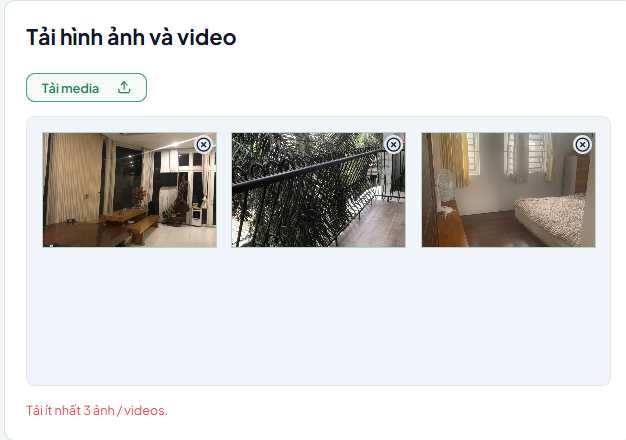 Tải hình ảnh và video
Tải media
Tải ít nhất 3 ảnh / videos.